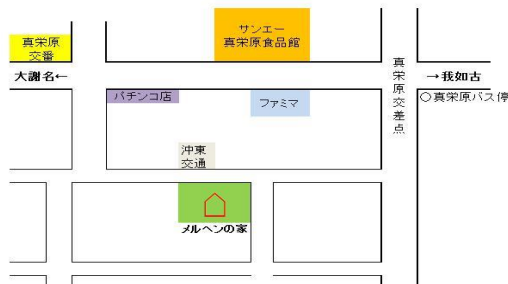 サンエー
真栄原食品館
真栄原
交番
大謝名←
真栄原交差点
→我如古
○真栄原バス停
パチンコ店
ファミマ
沖東
交通
メルヘンの家